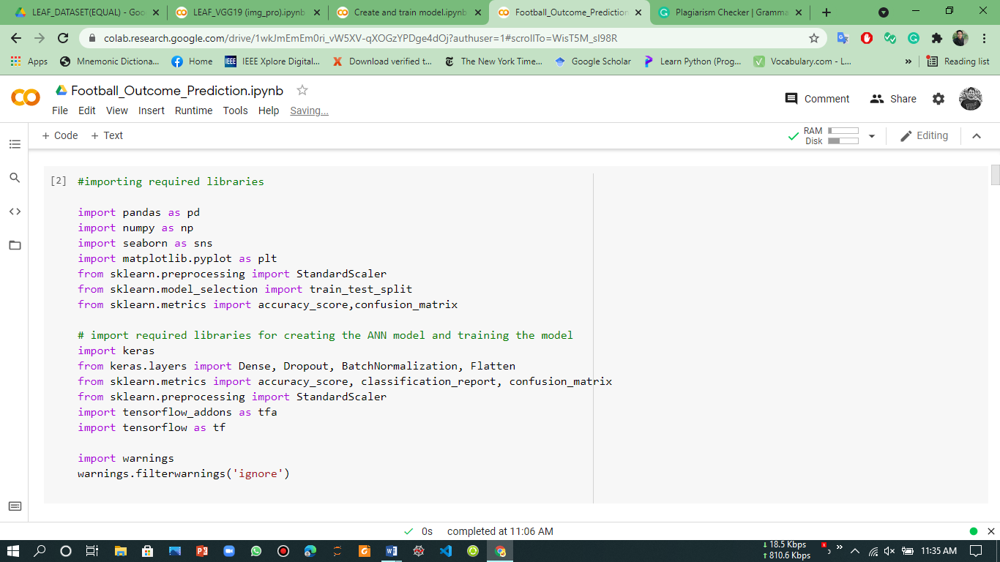 LEAF_DATASET(EQUAL) - Goo
LEAF_VGG19 (img_pro).ipynb
Create and train model.ipynb
Football_Outcome_Prediction
Plagiarism Checker | Gramma
colab.research.google.com/drive/1wkJmEmEm0ri_vW5XV-qXOGzYPDge4dOj?authuser=1#scrollTo=WisT5M_sl98R
Apps
Mnemonic Dictiona...
Home
IEEE
IEEE Xplore Digital...
Download verified t...
The New York Time...
Google Scholar
Learn Python (Prog...
Vocabulary.com - L...
»
Reading list
Football_Outcome_Prediction.ipynb
File Edit View Insert Runtime Tools Help Saving...
Comment
Share
+ Code + Text
RAM
Disk
Editing
[2] #importing required libraries
import pandas as pd
import numpy as np
import seaborn as sns
import matplotlib.pyplot as plt
from sklearn.preprocessing import StandardScaler
from sklearn.model_selection import train_test_split
from sklearn.metrics import accuracy_score,confusion_matrix
# import required libraries for creating the ANN model and training the model
import keras
from keras.layers import Dense, Dropout, BatchNormalization, Flatten
from sklearn.metrics import accuracy_score, classification_report, confusion_matrix
from sklearn.preprocessing import StandardScaler
import tensorflow_addons as tfa
import tensorflow as tf
import warnings
warnings.filterwarnings('ignore')
0s completed at 11:06 AM
18.5 Kbps
810.6 Kbps
11:35 AM